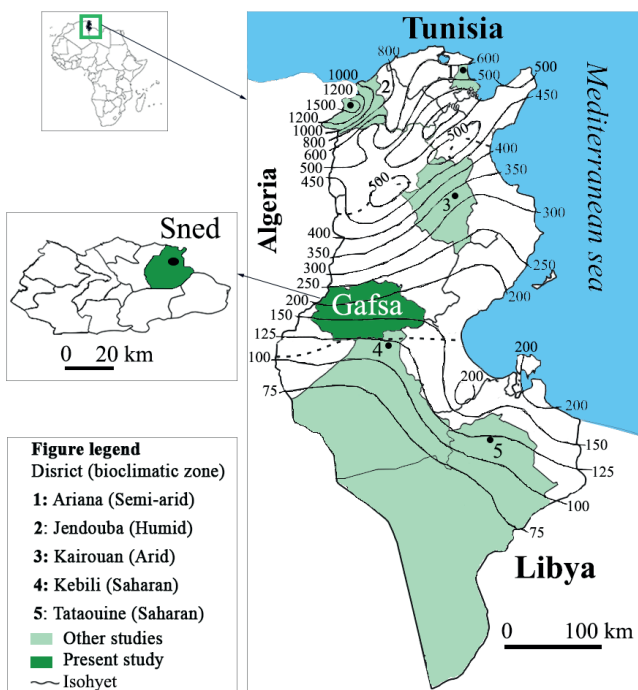 Tunisia
Mediterranean sea
Algeria
Libya
Gafsa
Sned
0 20 km
0 100 km
800
1000
1200
1500
1200
1000
800
600
500
450
400
350
300
250
200
150
125
100
75
600
500
500
450
400
350
300
250
200
500
500
200
200
200
150
125
100
75
1
2
3
4
5
Figure legend
Disrict (bioclimatic zone)
1: Ariana (Semi-arid)
2: Jendouba (Humid)
3: Kairouan (Arid)
4: Kebili (Saharan)
5: Tataouine (Saharan)
Other studies
Present study
Isohyet